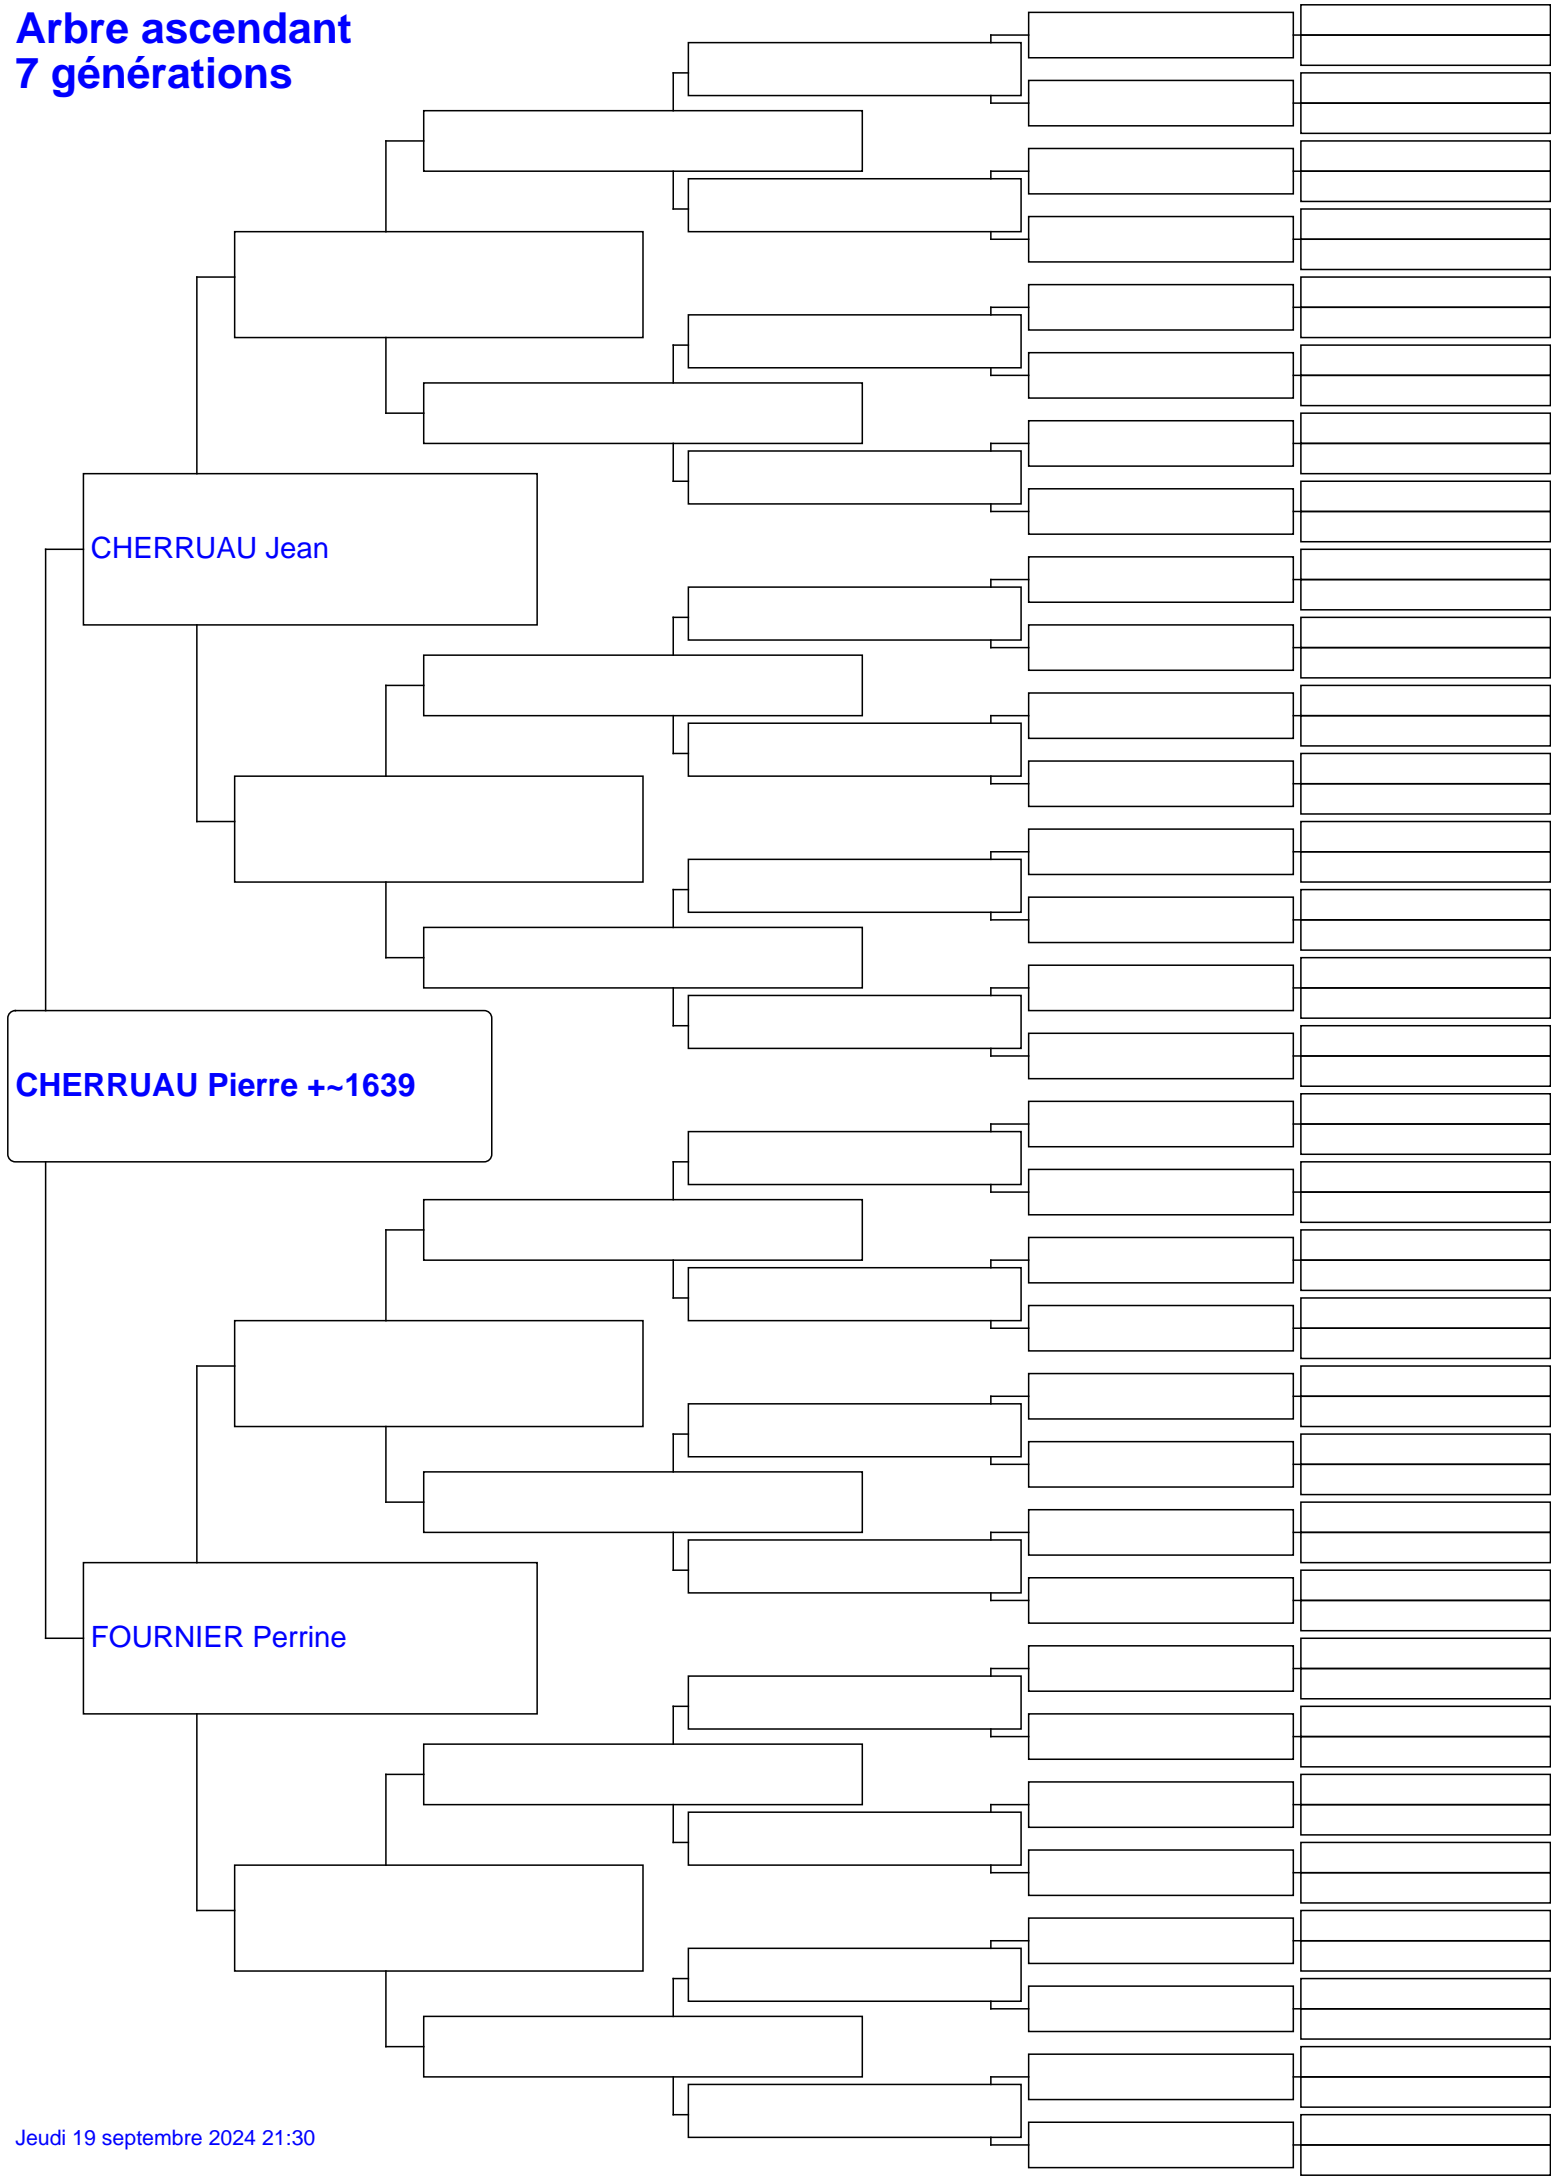 Arbre ascendant
7 générations
CHERRUAU Jean
CHERRUAU Pierre +~1639
FOURNIER Perrine
Jeudi 19 septembre 2024 21:30